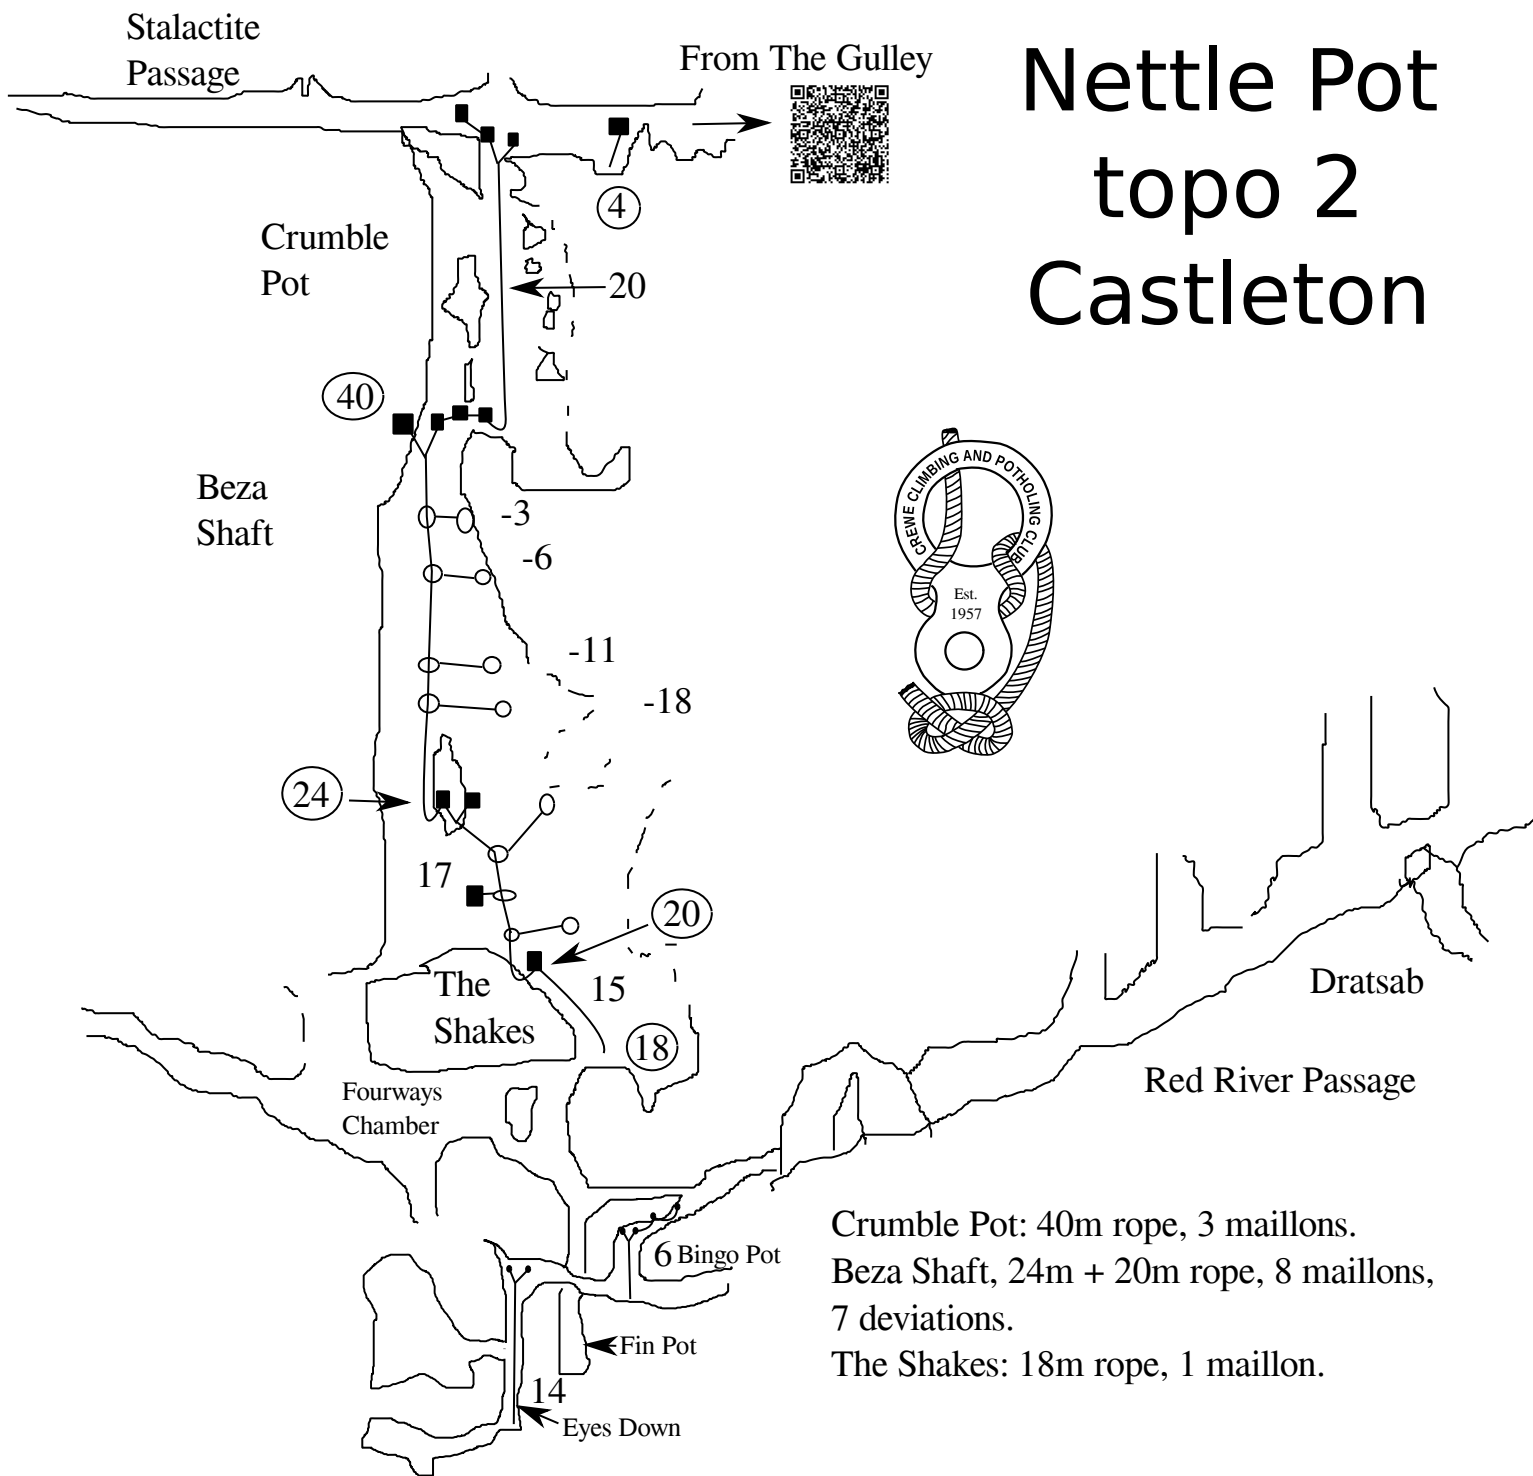 Stalactite
Passage
From The Gulley
Nettle Pot
topo 2
Castleton
4
Crumble
Pot
20
40
Beza
Shaft
-3
-6
-11
-18
CREWE CLIMBING AND POTHOLING CLUB
Est.
1957
24
17
20
The
Shakes
15
18
Dratsab
Red River Passage
Fourways
Chamber
6 Bingo Pot
Fin Pot
14
Eyes Down
Crumble Pot: 40m rope, 3 maillons.
Beza Shaft, 24m + 20m rope, 8 maillons,
7 deviations.
The Shakes: 18m rope, 1 maillon.